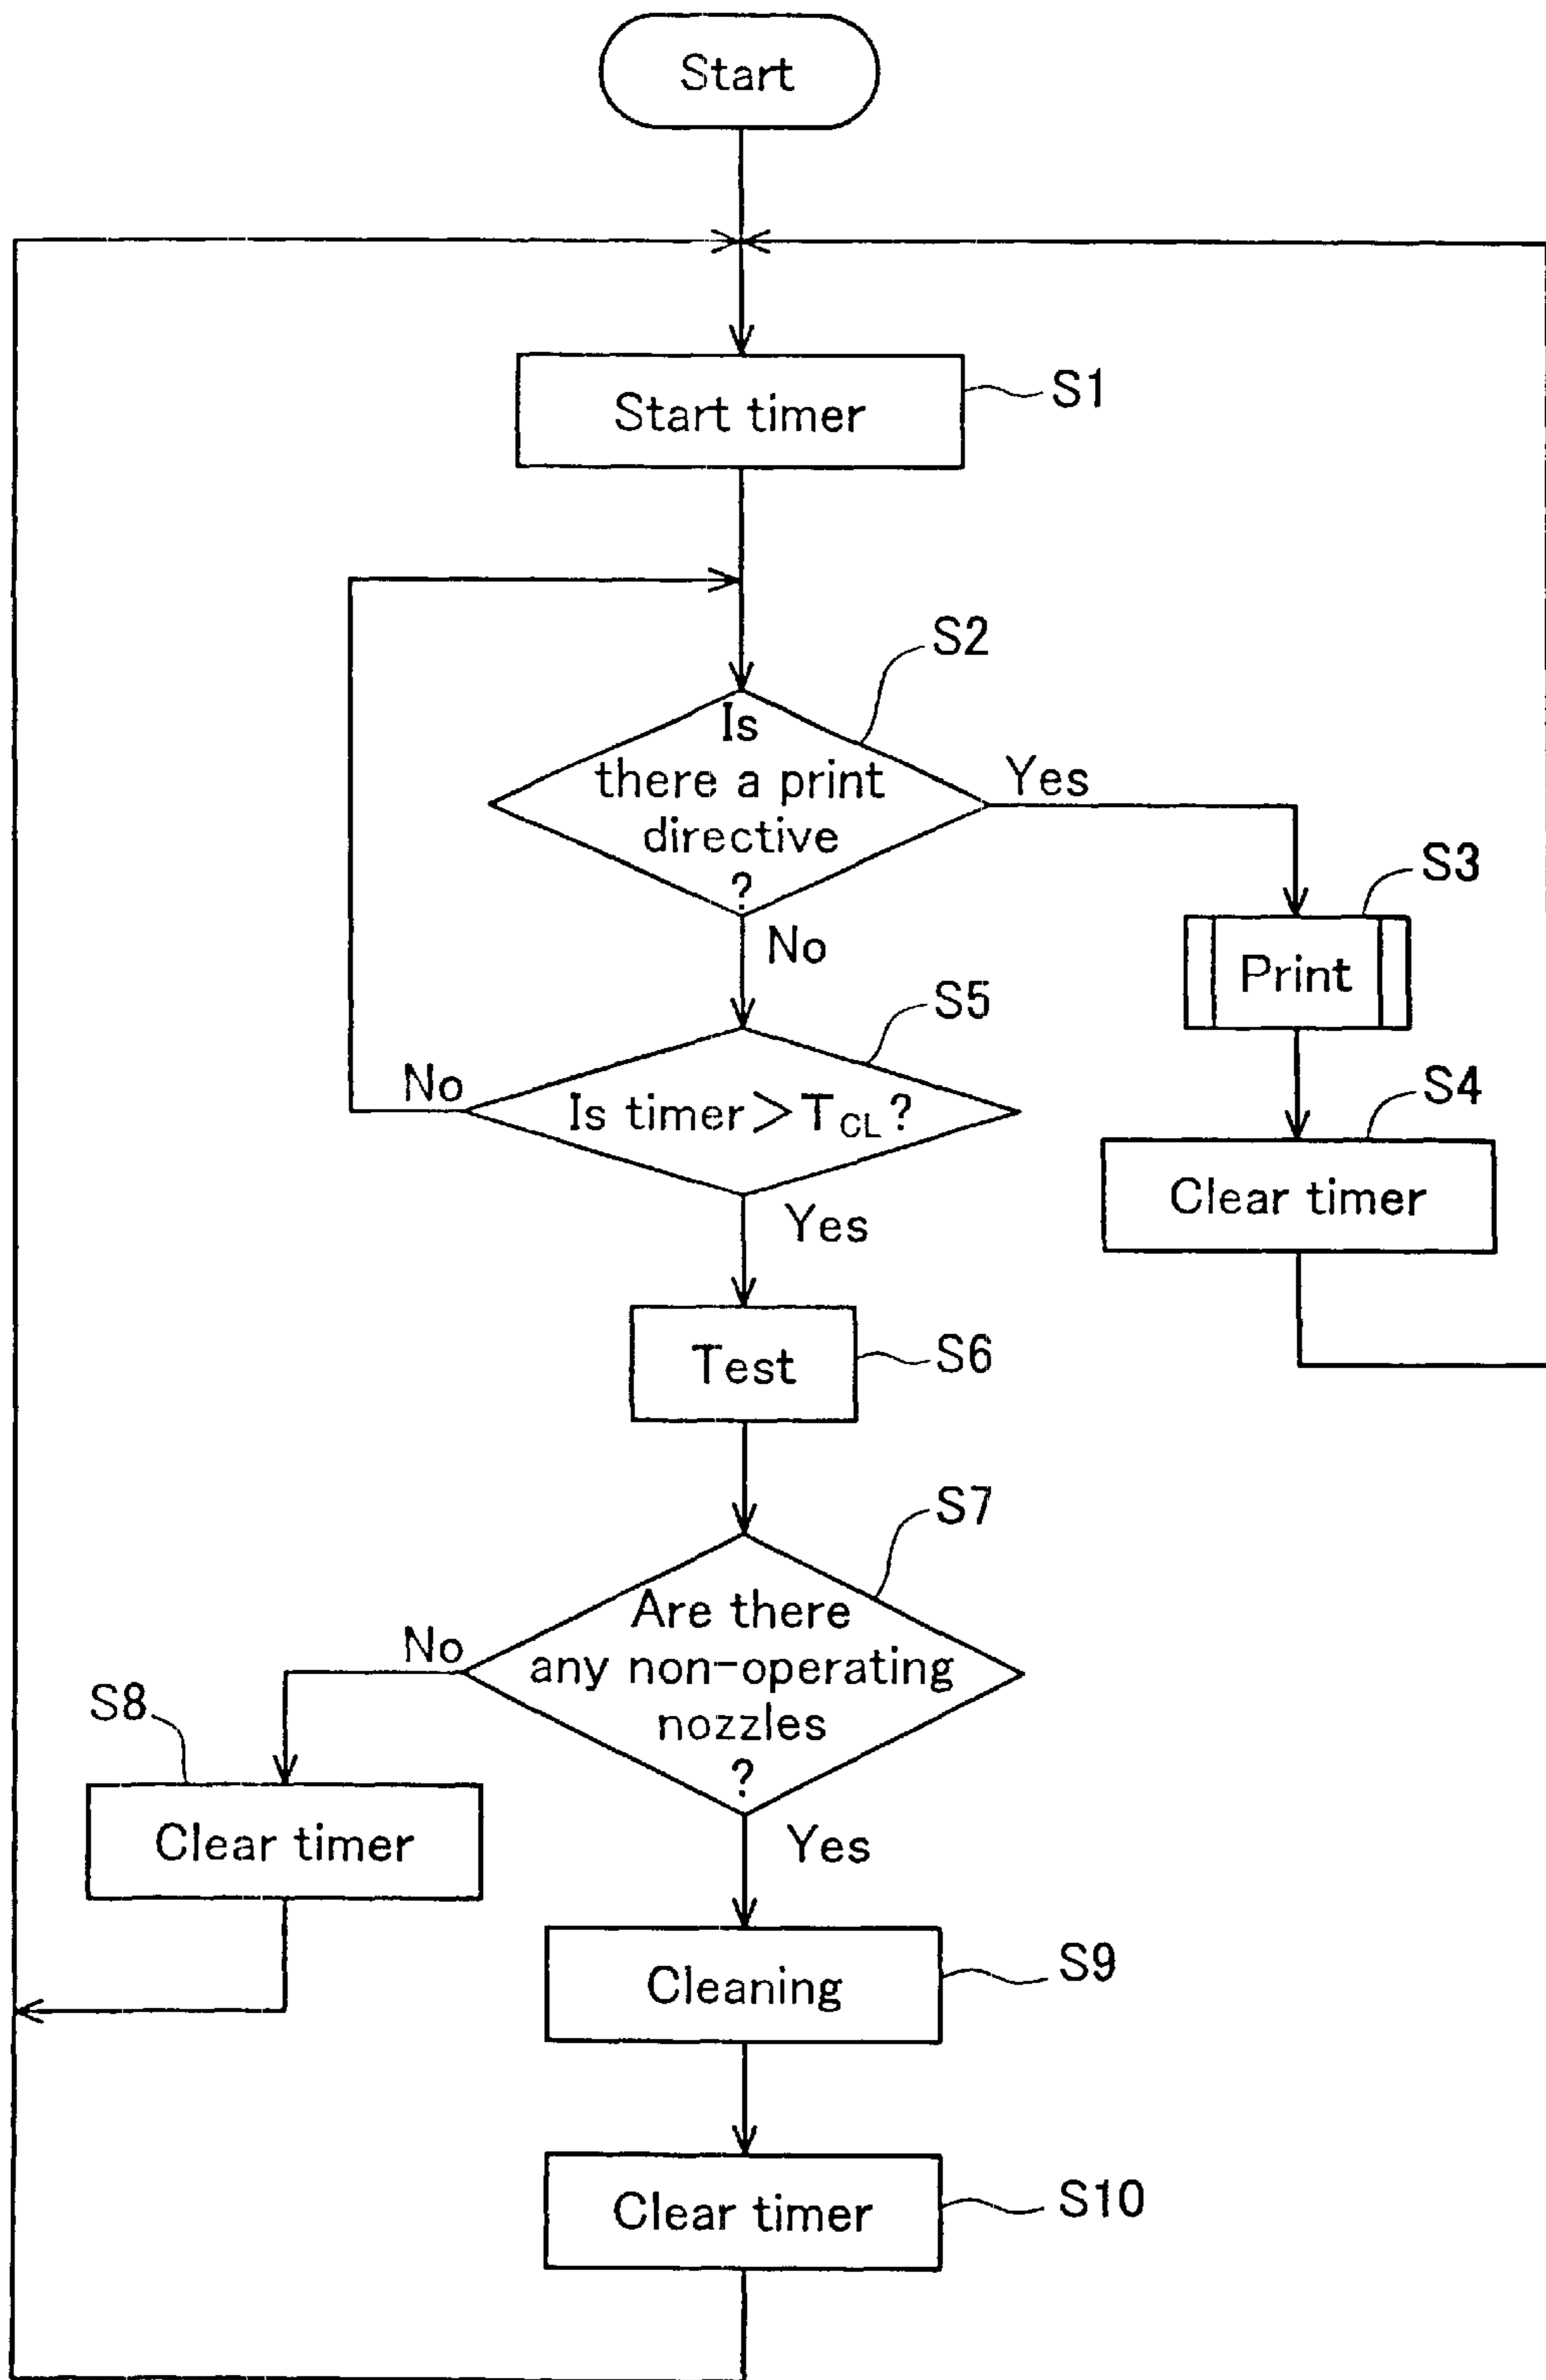 Start
Start timer
S1
S2
Is
there a print
directive
?
Yes
No
S3
Print
S4
Clear timer
S5
No
Is timer > TCL ?
Yes
Test
S6
S7
Are there
any non-operating
nozzles
?
No
S8
Clear timer
Yes
Cleaning
S9
Clear timer
S10